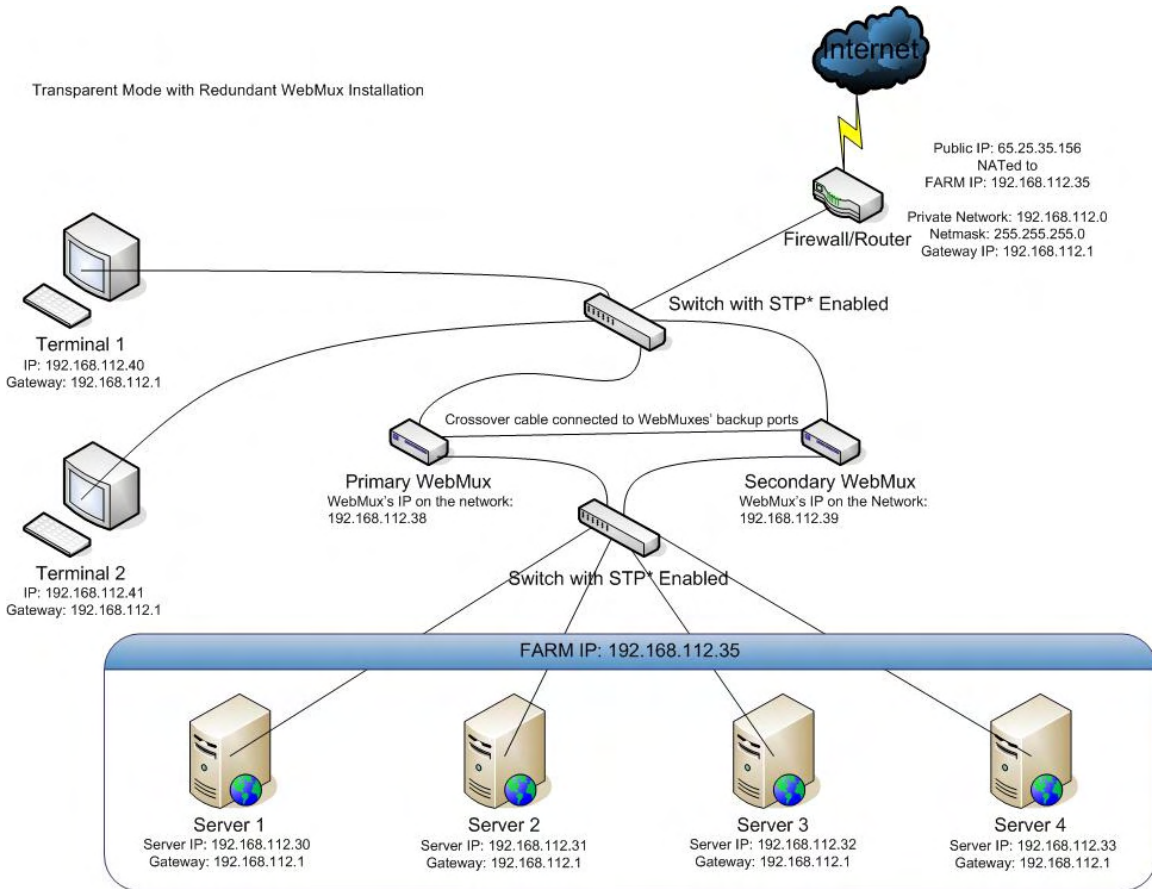 Internet
Transparent Mode with Redundant WebMux Installation
Public IP: 65.25.35.156
NATed to
FARM IP: 192.168.112.35
Private Network: 192.168.112.0
Netmask: 255.255.255.0
Gateway IP: 192.168.112.1
Firewall/Router
Switch with STP* Enabled
Terminal 1
IP: 192.168.112.40
Gateway: 192.168.112.1
Crossover cable connected to WebMuxes' backup ports
Primary WebMux
WebMux's IP on the network:
192.168.112.38
Secondary WebMux
WebMux's IP on the Network:
192.168.112.39
Terminal 2
IP: 192.168.112.41
Gateway: 192.168.112.1
Switch with STP* Enabled
FARM IP: 192.168.112.35
Server 1
Server IP: 192.168.112.30
Gateway: 192.168.112.1
Server 2
Server IP: 192.168.112.31
Gateway: 192.168.112.1
Server 3
Server IP: 192.168.112.32
Gateway: 192.168.112.1
Server 4
Server IP: 192.168.112.33
Gateway: 192.168.112.1